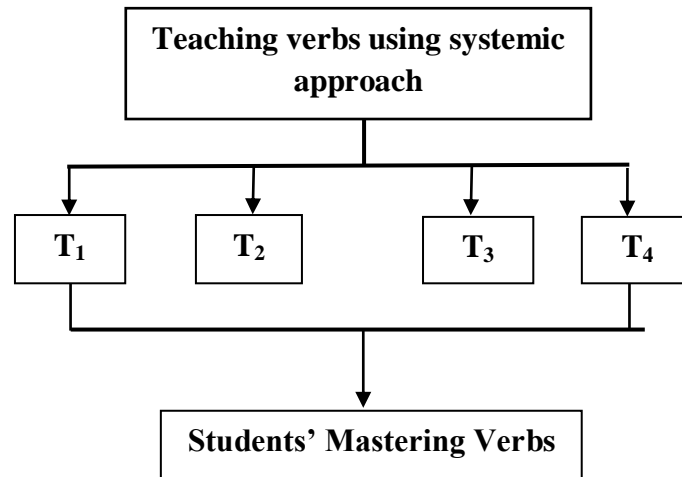 Teaching verbs using systemic
approach
T₁ T₂ T₃ T₄
Students’ Mastering Verbs